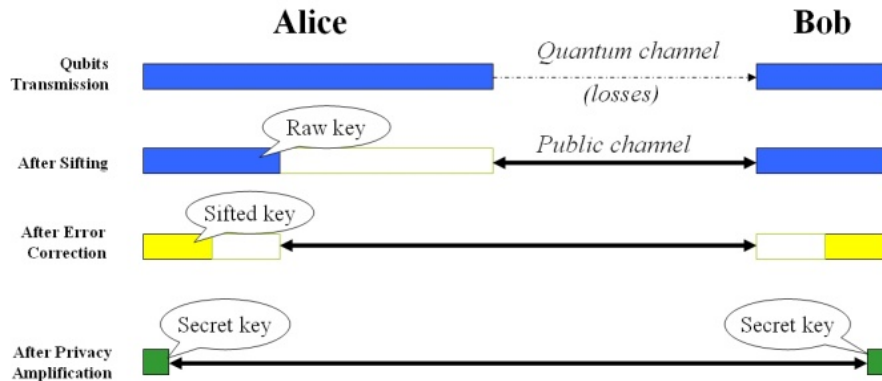 Alice
Bob
Qubits
Transmission
Quantum channel
(losses)
After Sifting
Raw key
Public channel
After Error
Correction
Sifted key
After Privacy
Amplification
Secret key
Secret key